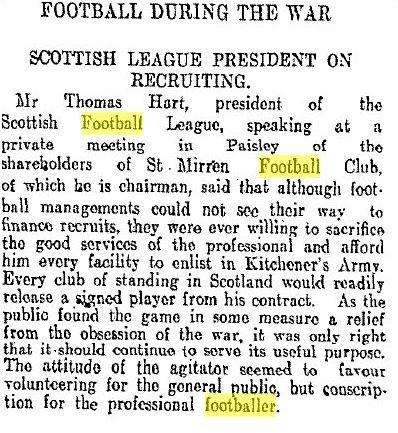 FOOTBALL DURING THE WAR
SCOTTISH LEAGUE PRESIDENT ON
RECRUITING.
Mr Thomas Hart, president of the
Scottish Football League, speaking at a
private meeting in Paisley of the
shareholders of St. Mirren Football Club,
of which he is chairman, said that although foot-
ball managements could not see their way to
finance recruits, they were ever willing to sacrifice
the good services of the professional and afford
him every facility to enlist in Kitchener's Army.
Every club of standing in Scotland would readily
release a signed player from his contract. As the
public found the game in some measure a relief
from the obsession of the war, it was only right
that it should continue to serve its useful purpose.
The attitude of the agitator seemed to favour
volunteering for the general public, but conscrip-
tion for the professional footballer.